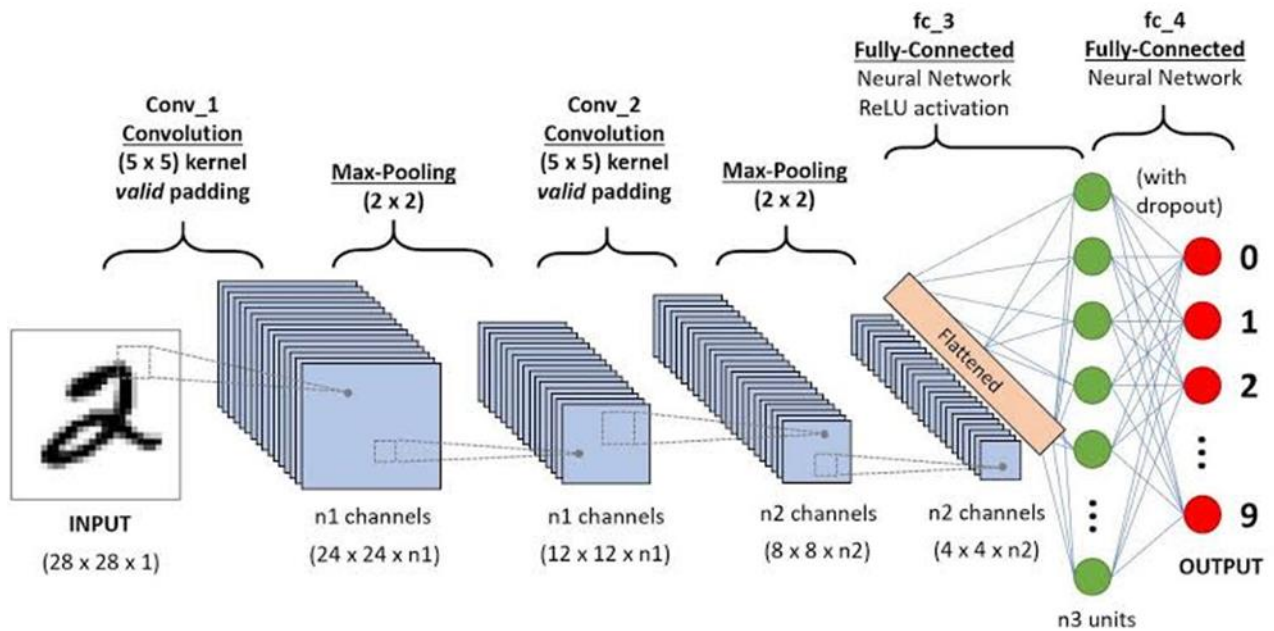 Conv_1
Convolution
(5 x 5) kernel
valid padding
Max-Pooling
(2 x 2)
Conv_2
Convolution
(5 x 5) kernel
valid padding
Max-Pooling
(2 x 2)
fc_3
Fully-Connected
Neural Network
ReLU activation
fc_4
Fully-Connected
Neural Network
(with
dropout)
Flattened
0
1
2
9
OUTPUT
2
INPUT
(28 x 28 x 1)
n1 channels
(24 x 24 x n1)
n1 channels
(12 x 12 x n1)
n2 channels
(8 x 8 x n2)
n2 channels
(4 x 4 x n2)
n3 units